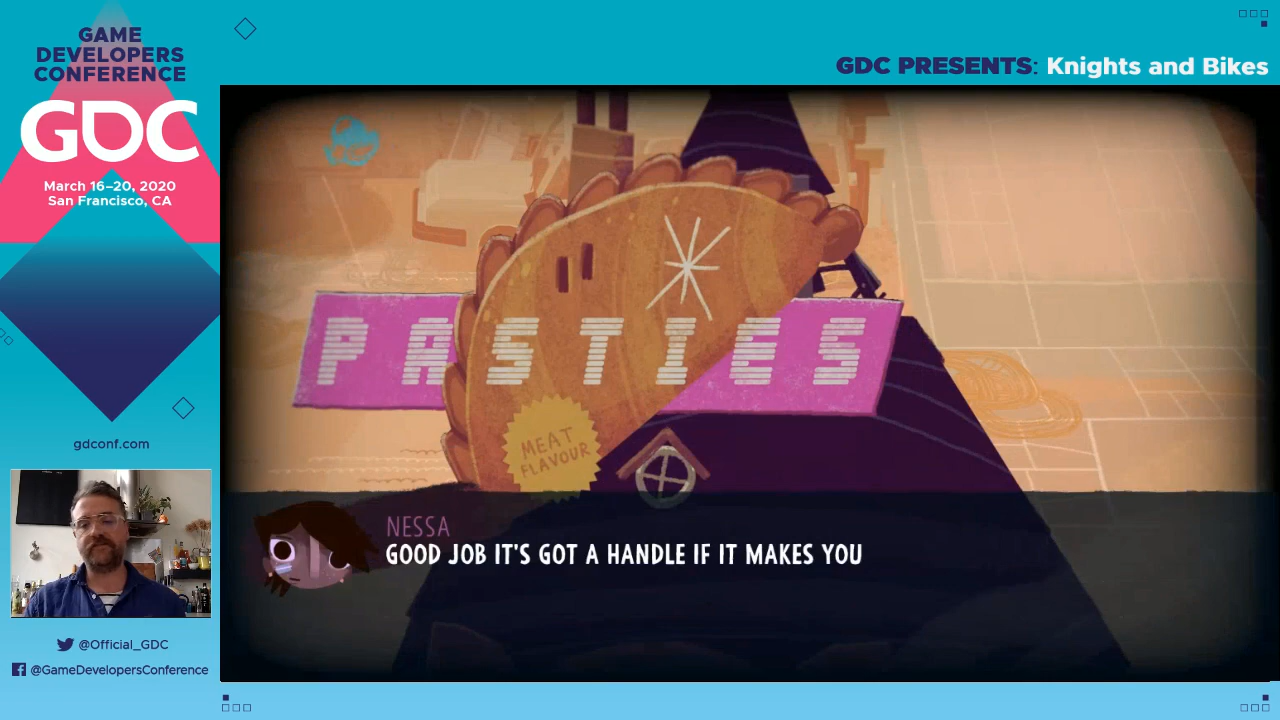 GAME
DEVELOPERS
CONFERENCE
GDC
March 16–20, 2020
San Francisco, CA
gdconf.com
@Official_GDC
@GameDevelopersConference
GDC PRESENTS: Knights and Bikes
PASTIES
MEAT
FLAVOUR
NESSA
GOOD JOB IT'S GOT A HANDLE IF IT MAKES YOU